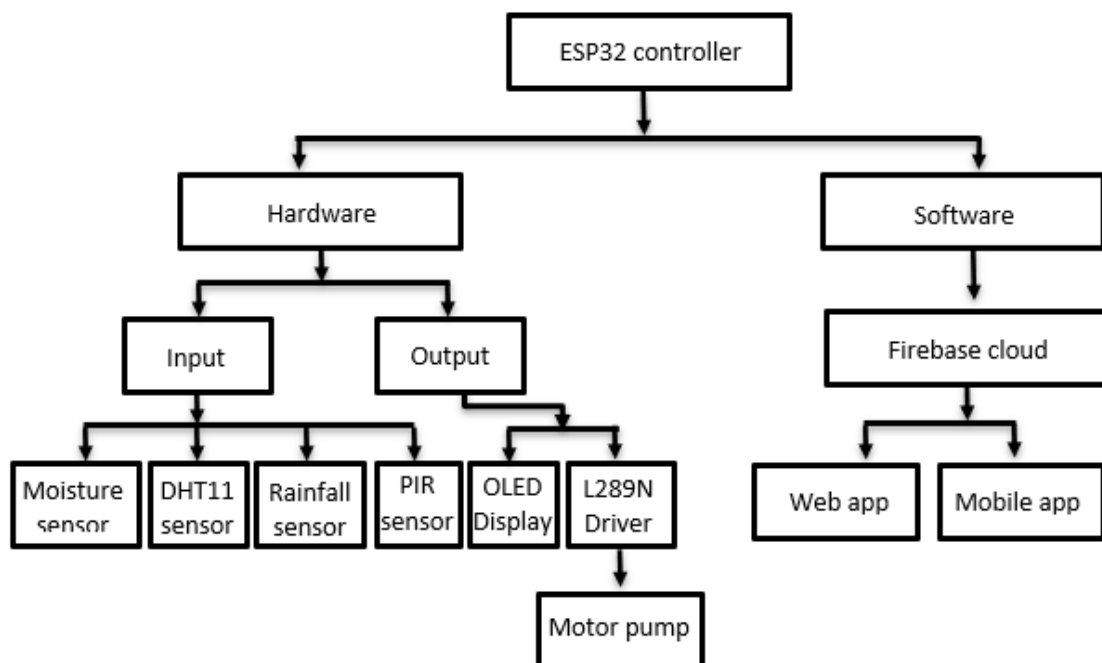 ESP32 controller
Hardware
Software
Input
Output
Firebase cloud
Moisture
sensor
DHT11
sensor
Rainfall
sensor
PIR
sensor
OLED
Display
L289N
Driver
Web app
Mobile app
Motor pump